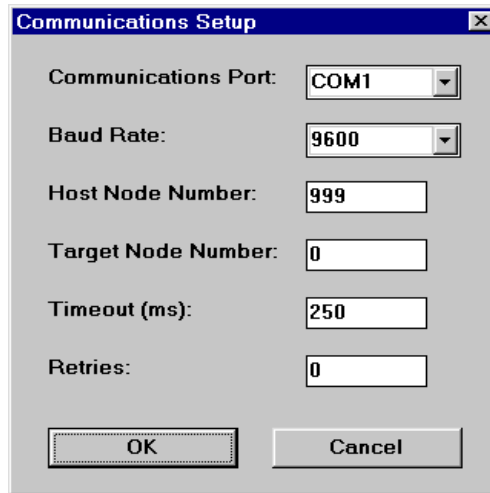 Communications Setup
Communications Port: COM1
Baud Rate: 9600
Host Node Number: 999
Target Node Number: 0
Timeout (ms): 250
Retries: 0
OK Cancel